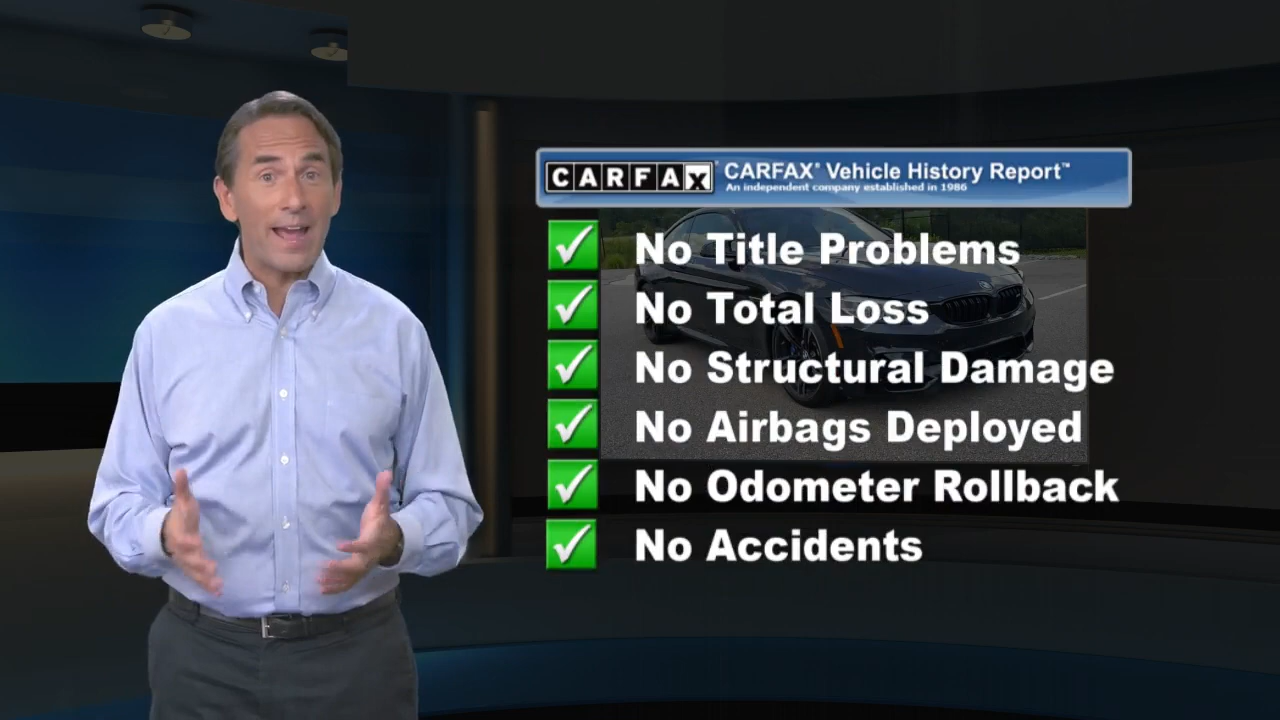 CARFAX CARFAX® Vehicle History Report™
An independent company established in 1986
No Title Problems
No Total Loss
No Structural Damage
No Airbags Deployed
No Odometer Rollback
No Accidents